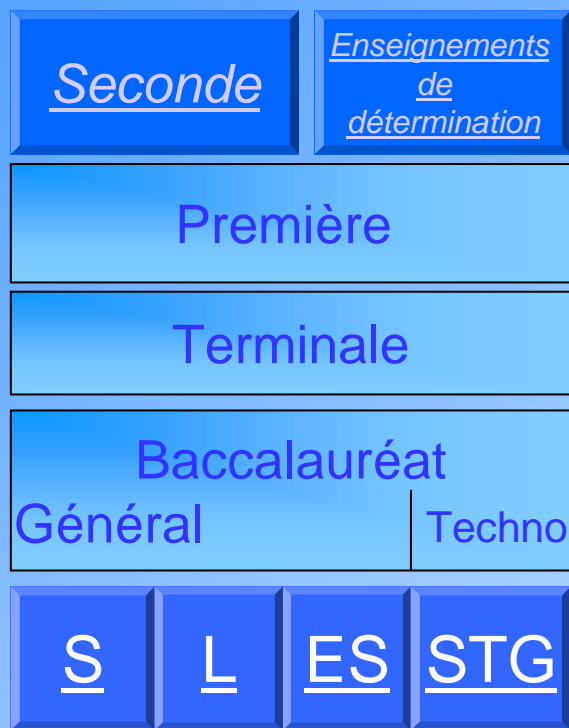 Seconde
Enseignements
de
détermination
Première
Terminale
Baccalauréat
Général
Techno
S
L
ES
STG